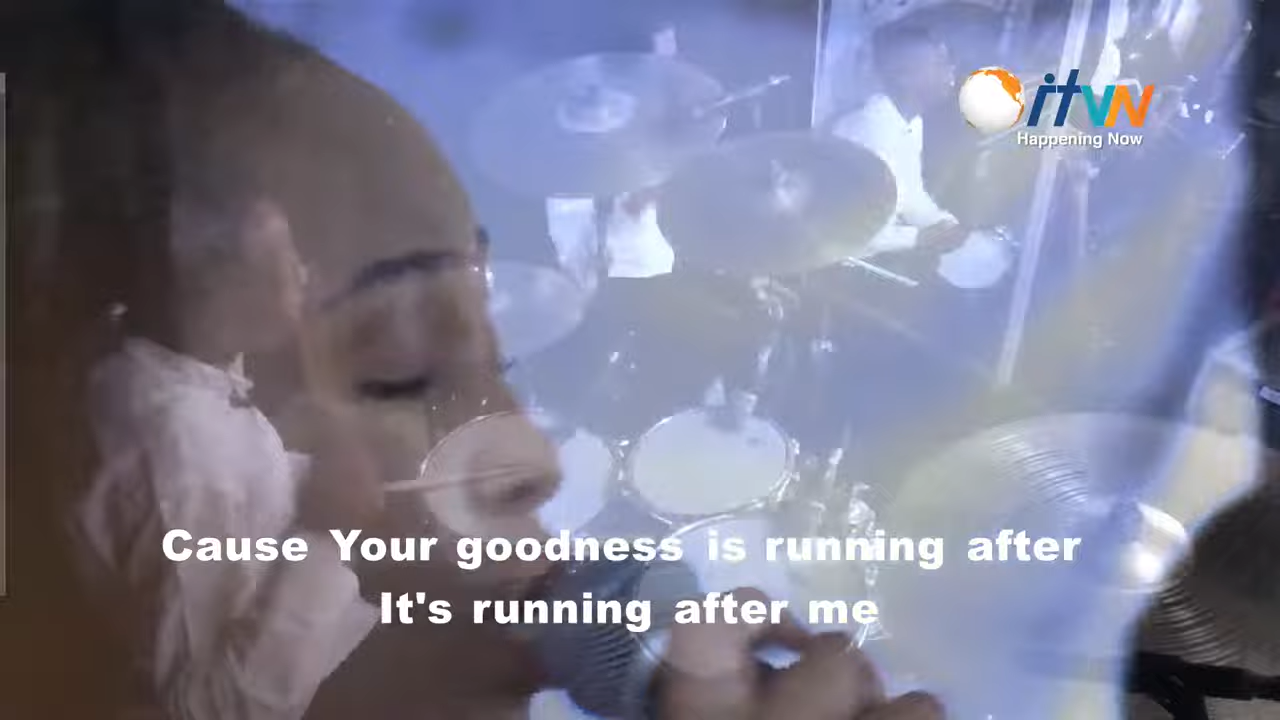 itvn
Happening Now
Cause Your goodness is running after
It's running after me